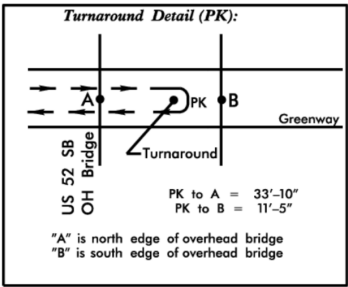 Turnaround Detail (PK):
A
PK
B
Greenway
Turnaround
US 52 SB
OH Bridge
PK to A = 33'–10"
PK to B = 11'–5"
"A" is north edge of overhead bridge
"B" is south edge of overhead bridge